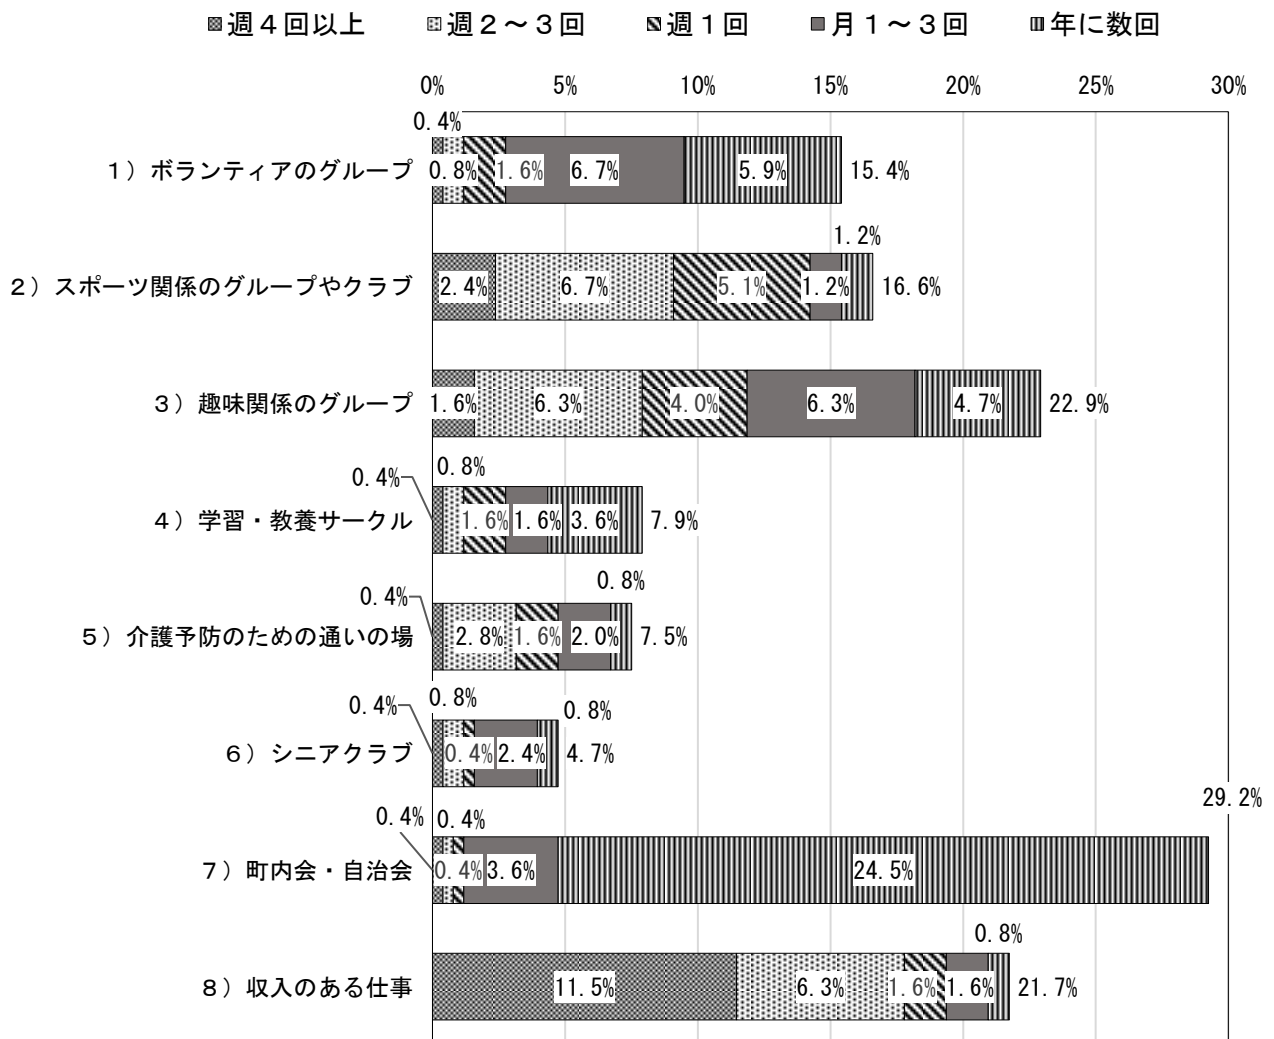 週４回以上 週２～３回 週１回 月１～３回 年に数回
0% 5% 10% 15% 20% 25% 30%
0.4%
１）ボランティアのグループ 0.8% 1.6% 6.7% 5.9% 15.4%
1.2%
２）スポーツ関係のグループやクラブ 2.4% 6.7% 5.1% 1.2% 16.6%
３）趣味関係のグループ 1.6% 6.3% 4.0% 6.3% 4.7% 22.9%
0.4% 0.8%
４）学習・教養サークル 1.6% 1.6% 3.6% 7.9%
0.4% 0.8%
５）介護予防のための通いの場 2.8% 1.6% 2.0% 7.5%
0.4% 0.8% 0.8%
６）シニアクラブ 0.4% 2.4% 4.7%
29.2%
0.4% 0.4%
７）町内会・自治会 0.4% 3.6% 24.5%
0.8%
８）収入のある仕事 11.5% 6.3% 1.6% 1.6% 21.7%